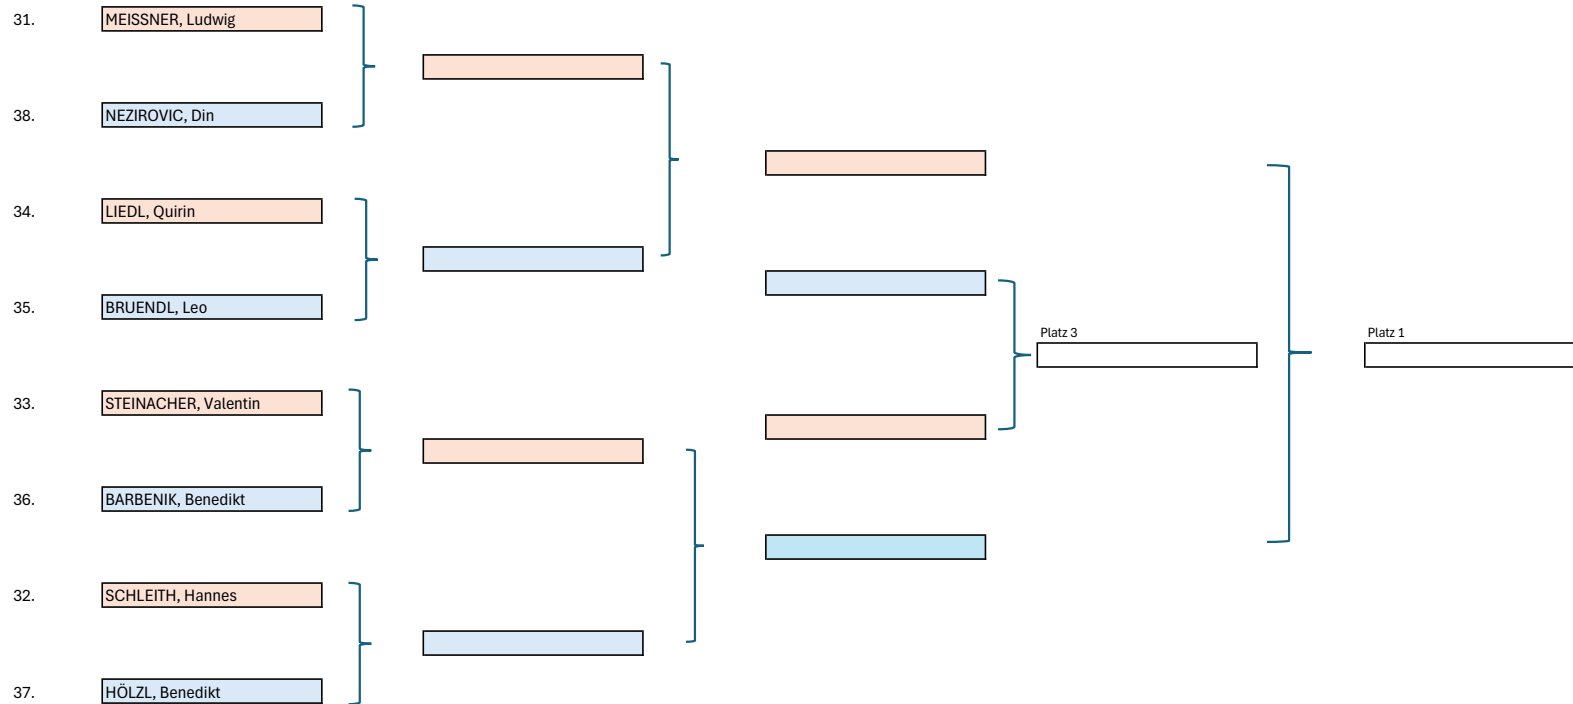 31. MEISSNER, Ludwig
38. NEZIROVIC, Din
34. LIEDL, Quirin
35. BRUENDL, Leo
Platz 3
Platz 1
33. STEINACHER, Valentin
36. BARBENIK, Benedikt
32. SCHLEITH, Hannes
37. HÖLZL, Benedikt